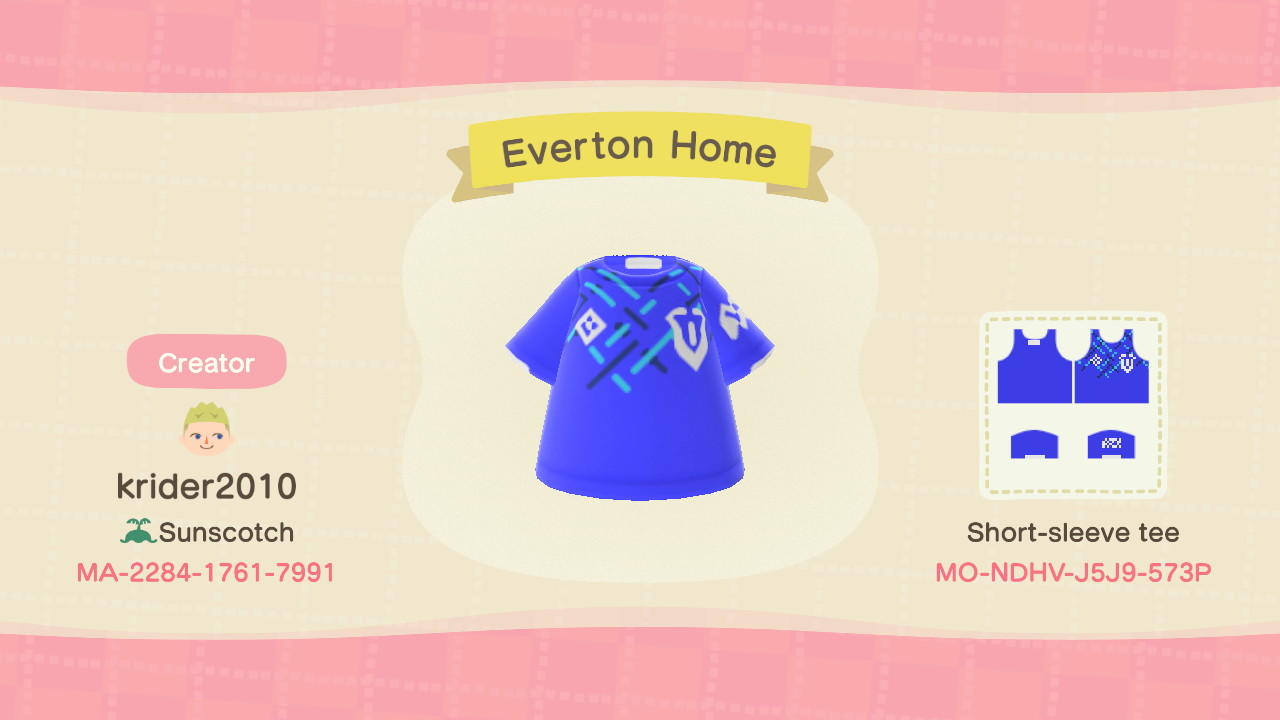 Everton Home
Creator
krider2010
Sunscotch
MA-2284-1761-7991
Short-sleeve tee
MO-NDHV-J5J9-573P